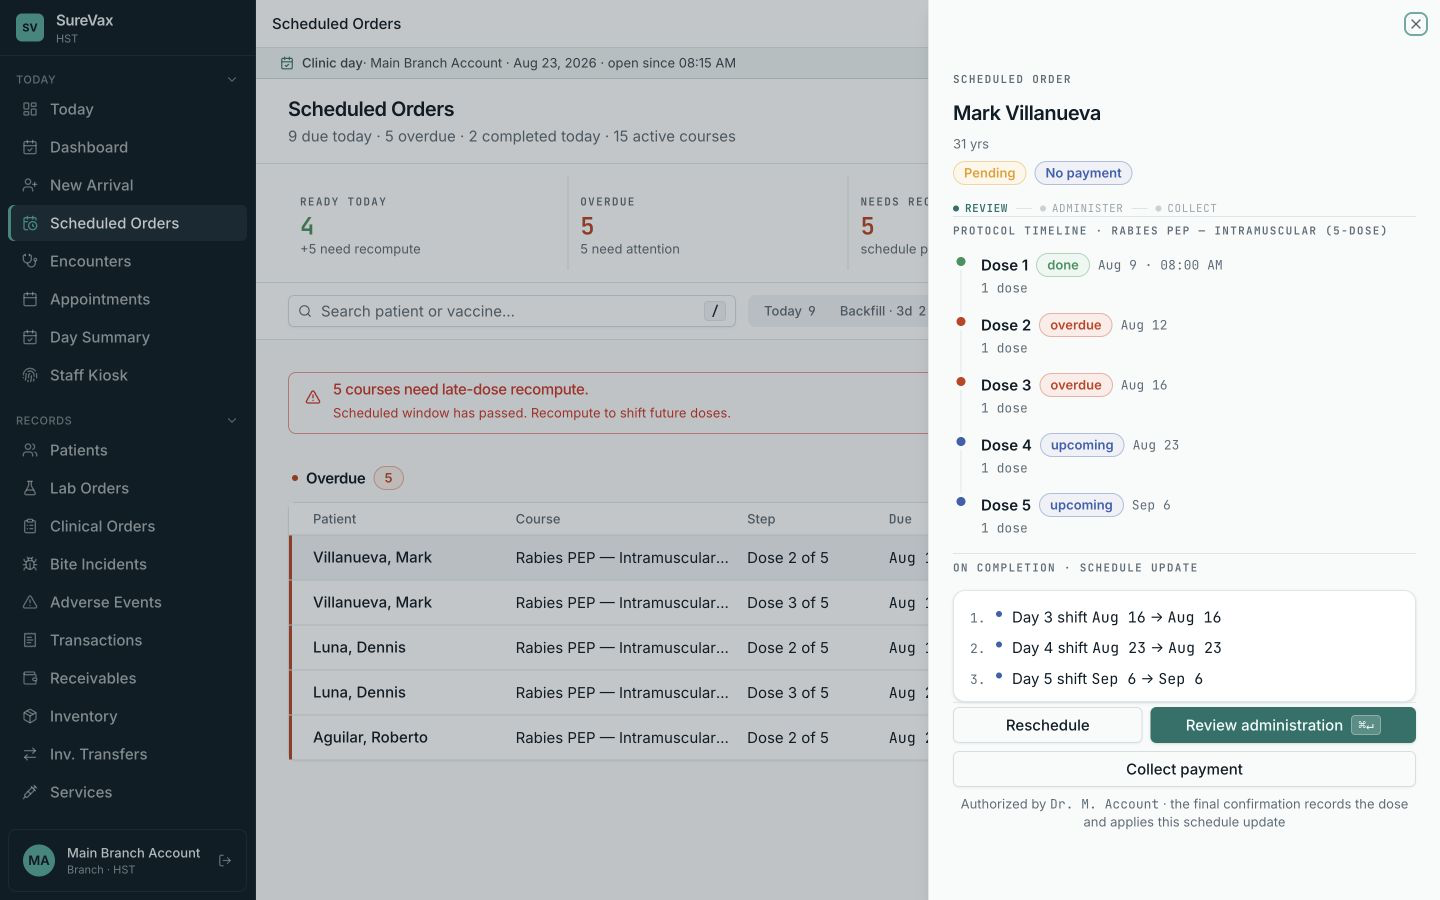 SV
SureVax
HST
TODAY
Today
Dashboard
New Arrival
Scheduled Orders
Encounters
Appointments
Day Summary
Staff Kiosk
RECORDS
Patients
Lab Orders
Clinical Orders
Bite Incidents
Adverse Events
Transactions
Receivables
Inventory
Inv. Transfers
Services
MA
Main Branch Account
Branch · HST
Scheduled Orders
Clinic day· Main Branch Account · Aug 23, 2026 · open since 08:15 AM
Scheduled Orders
9 due today · 5 overdue · 2 completed today · 15 active courses
READY TODAY
4
+5 need recompute
OVERDUE
5
5 need attention
NEEDS REC
5
schedule p
Search patient or vaccine... /
Today 9 Backfill · 3d 2
5 courses need late-dose recompute.
Scheduled window has passed. Recompute to shift future doses.
Overdue 5
Patient Course Step Due
Villanueva, Mark Rabies PEP — Intramuscular... Dose 2 of 5 Aug 1
Villanueva, Mark Rabies PEP — Intramuscular... Dose 3 of 5 Aug 1
Luna, Dennis Rabies PEP — Intramuscular... Dose 2 of 5 Aug 1
Luna, Dennis Rabies PEP — Intramuscular... Dose 3 of 5 Aug 2
Aguilar, Roberto Rabies PEP — Intramuscular... Dose 2 of 5 Aug 2
SCHEDULED ORDER
Mark Villanueva
31 yrs
Pending No payment
REVIEW ADMINISTER COLLECT
PROTOCOL TIMELINE · RABIES PEP — INTRAMUSCULAR (5-DOSE)
Dose 1 done Aug 9 · 08:00 AM
1 dose
Dose 2 overdue Aug 12
1 dose
Dose 3 overdue Aug 16
1 dose
Dose 4 upcoming Aug 23
1 dose
Dose 5 upcoming Sep 6
1 dose
ON COMPLETION · SCHEDULE UPDATE
1. Day 3 shift Aug 16 → Aug 16
2. Day 4 shift Aug 23 → Aug 23
3. Day 5 shift Sep 6 → Sep 6
Reschedule
Review administration ⌘↵
Collect payment
Authorized by Dr. M. Account · the final confirmation records the dose
and applies this schedule update